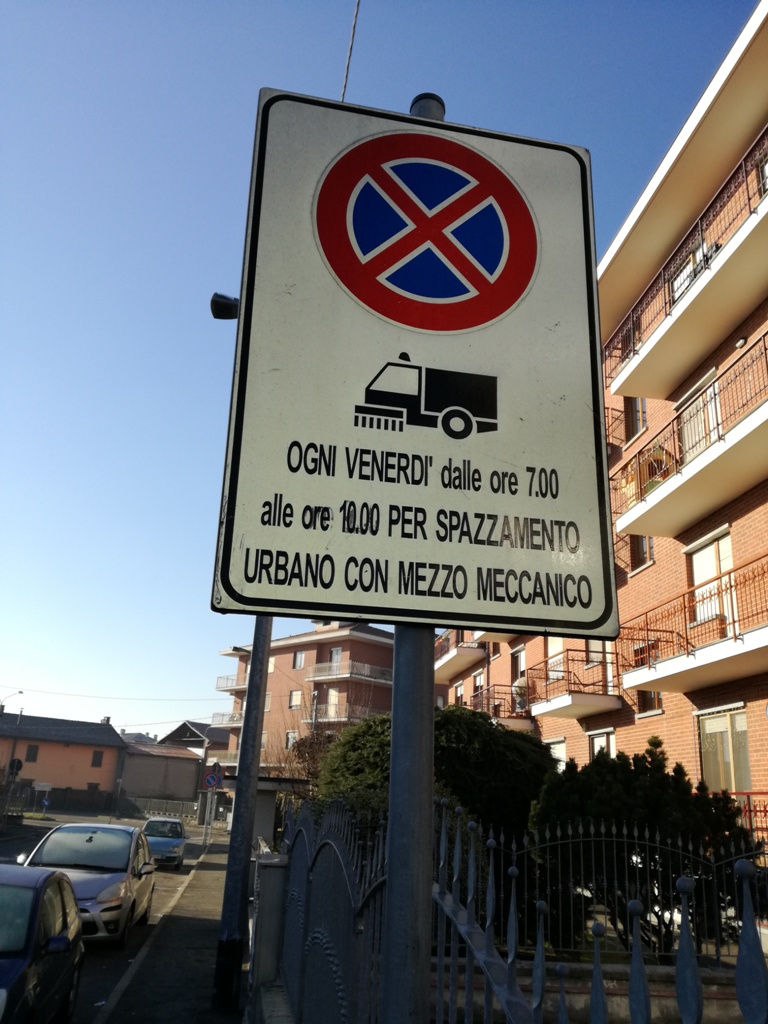 OGNI VENERDI' dalle ore 7.00
alle ore 10.00 PER SPAZZAMENTO
URBANO CON MEZZO MECCANICO